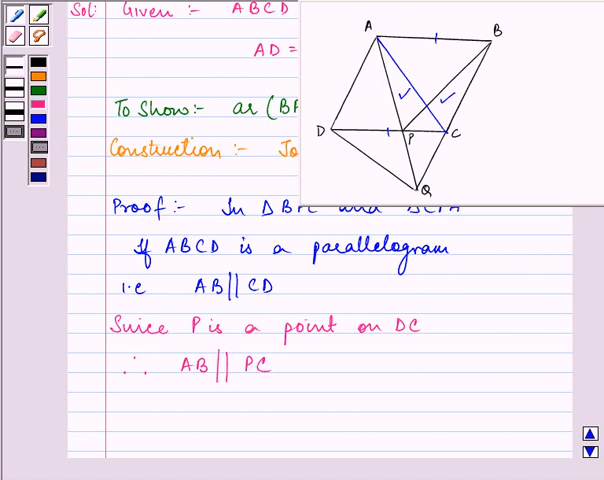 Sol: Given :- ABCD
AD =
To Show :- ar (BP
Construction :- Jo
Proof :- In Δ BPC and
If ABCD is a parallelogram
i.e AB || CD
Since P is a point on DC
∴ AB || PC
A B
D P C
Q